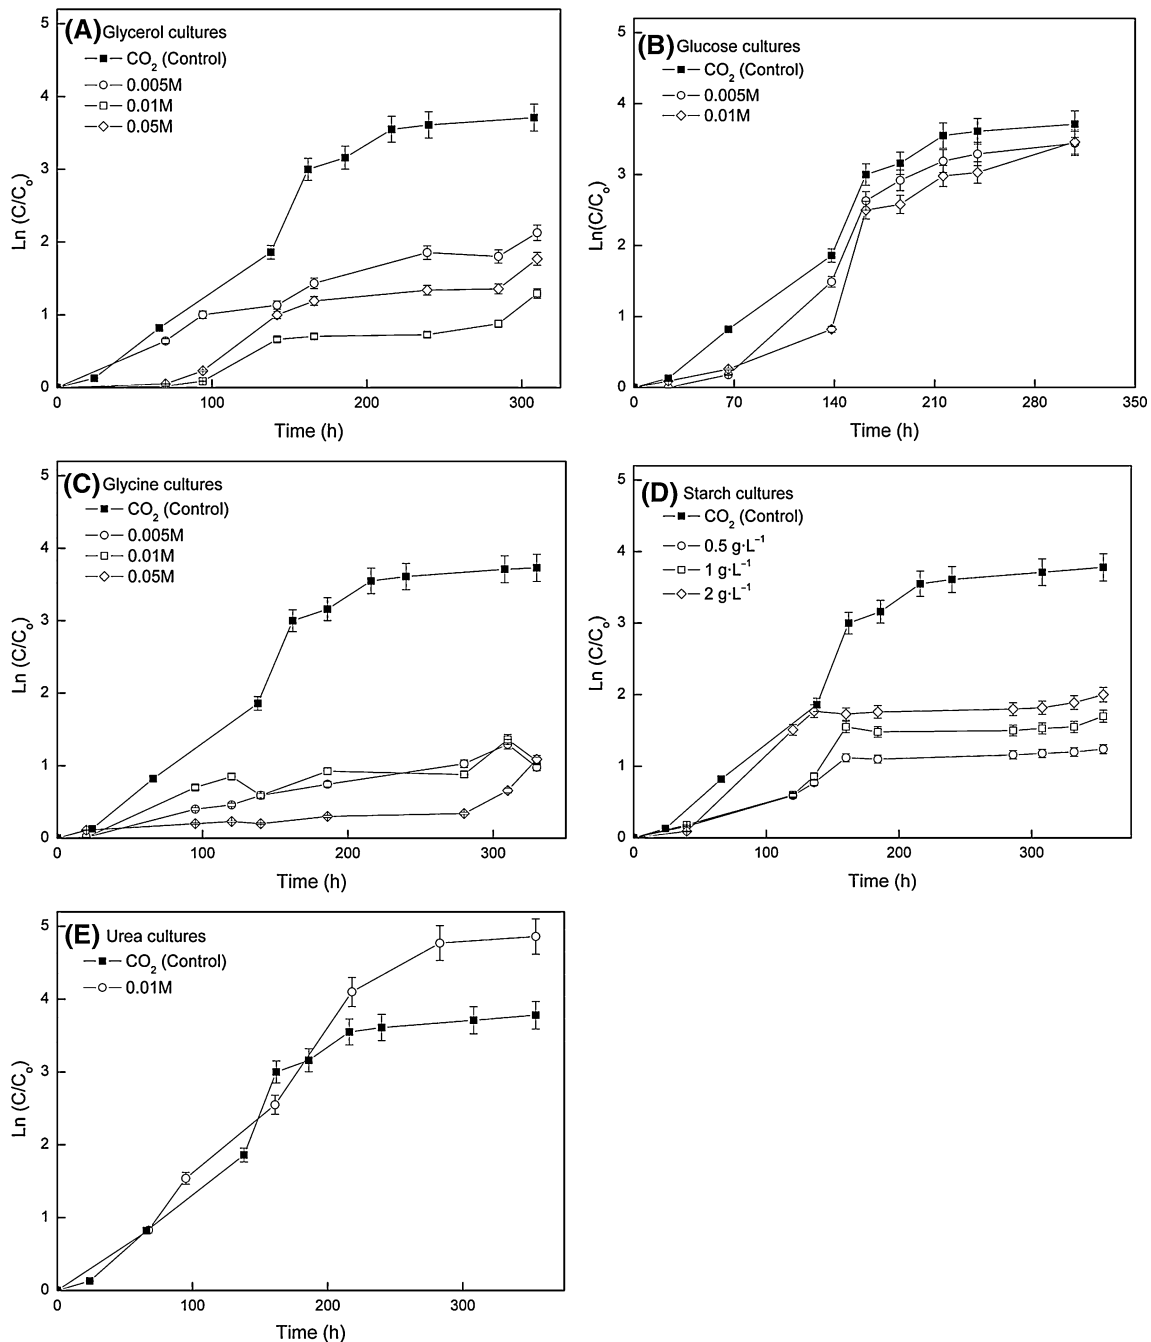 (A) Glycerol cultures
CO₂ (Control)
0.005M
0.01M
0.05M
5
4
3
2
1
0
Ln (C/C₀)
0 100 200 300
Time (h)
(B) Glucose cultures
CO₂ (Control)
0.005M
0.01M
5
4
3
2
1
0
Ln(C/C₀)
0 70 140 210 280 350
Time (h)
(C) Glycine cultures
CO₂ (Control)
0.005M
0.01M
0.05M
5
4
3
2
1
0
Ln (C/C₀)
0 100 200 300
Time (h)
(D) Starch cultures
CO₂ (Control)
0.5 g·L⁻¹
1 g·L⁻¹
2 g·L⁻¹
5
4
3
2
1
0
Ln (C/C₀)
0 100 200 300
Time (h)
(E) Urea cultures
CO₂ (Control)
0.01M
5
4
3
2
1
0
Ln (C/C₀)
0 100 200 300
Time (h)